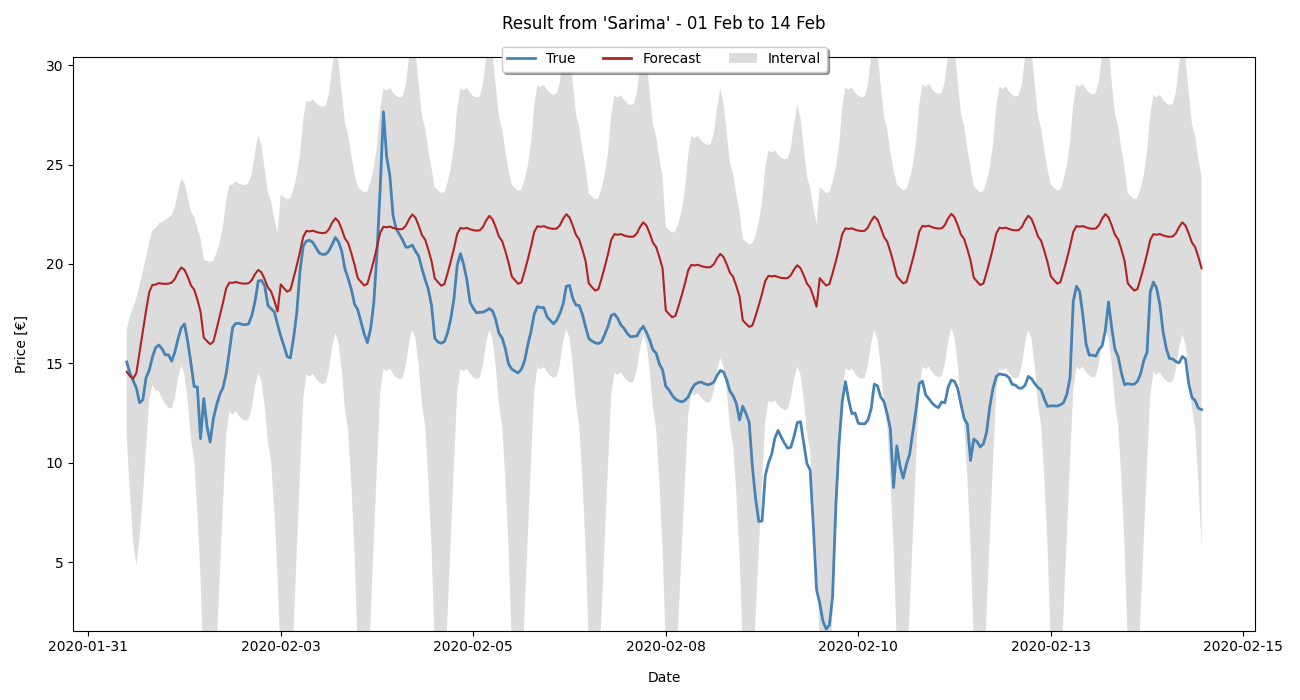 Result from 'Sarima' - 01 Feb to 14 Feb
True Forecast Interval
30
25
20
15
10
5
Price [€]
2020-01-31 2020-02-03 2020-02-05 2020-02-08 2020-02-10 2020-02-13 2020-02-15
Date